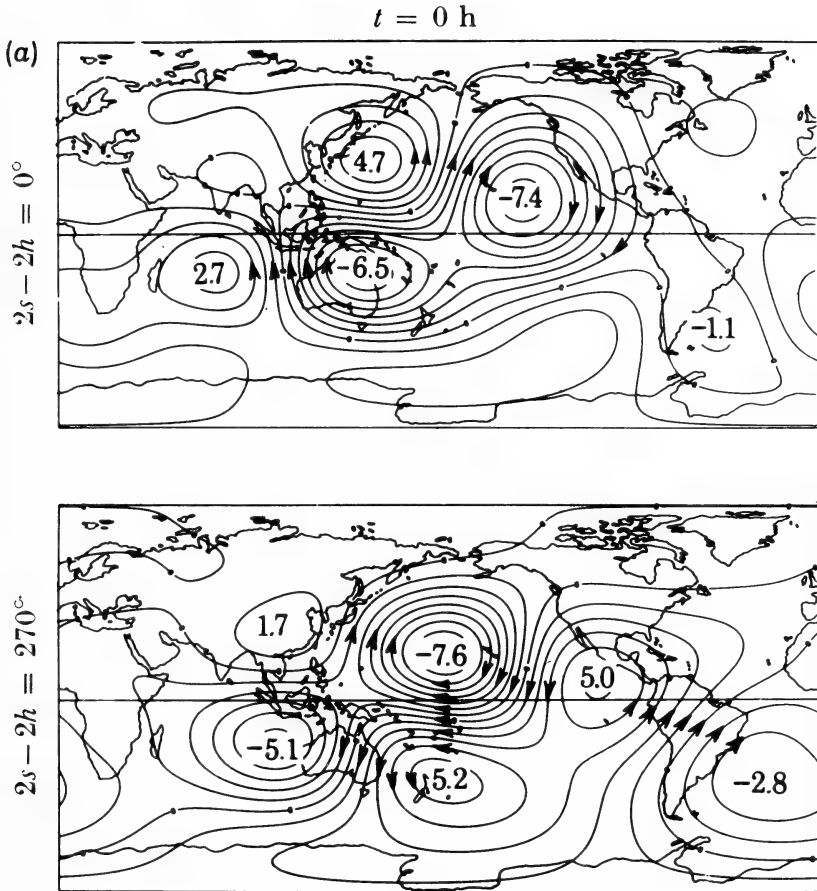 t = 0 h
(a)
2s – 2h = 0°
4.7
-7.4
2.7
-6.5
-1.1
2s – 2h = 270°
1.7
-7.6
5.0
-5.1
5.2
-2.8